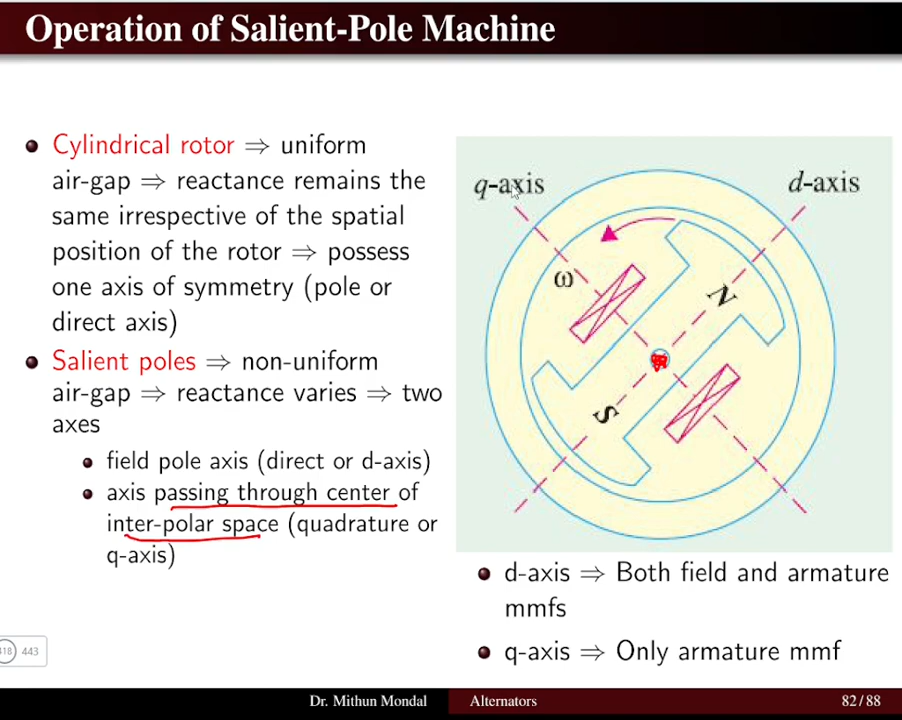 Operation of Salient-Pole Machine
Cylindrical rotor ⇒ uniform
air-gap ⇒ reactance remains the
same irrespective of the spatial
position of the rotor ⇒ possess
one axis of symmetry (pole or
direct axis)
Salient poles ⇒ non-uniform
air-gap ⇒ reactance varies ⇒ two
axes
field pole axis (direct or d-axis)
axis passing through center of
inter-polar space (quadrature or
q-axis)
q-axis
d-axis
ω
N
S
d-axis ⇒ Both field and armature
mmfs
q-axis ⇒ Only armature mmf
443
Dr. Mithun Mondal
Alternators
82/88